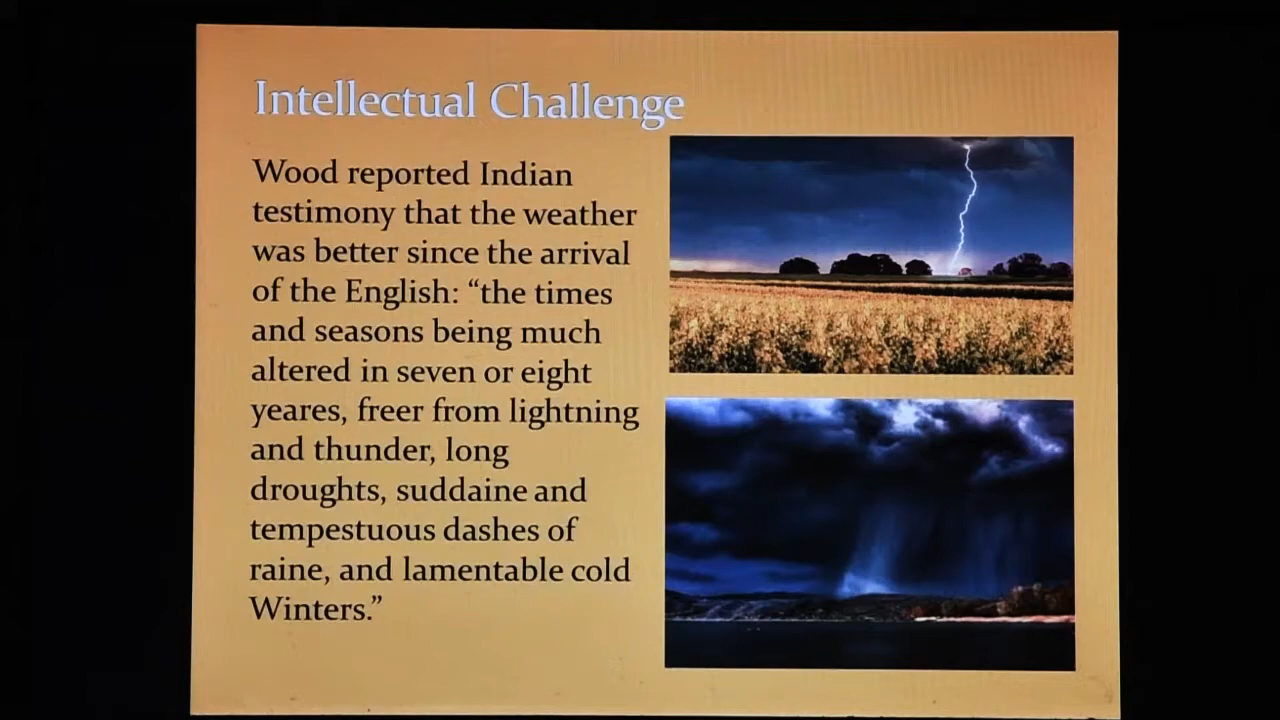 Intellectual Challenge
Wood reported Indian
testimony that the weather
was better since the arrival
of the English: “the times
and seasons being much
altered in seven or eight
yeares, freer from lightning
and thunder, long
droughts, suddaine and
tempestuous dashes of
raine, and lamentable cold
Winters.”